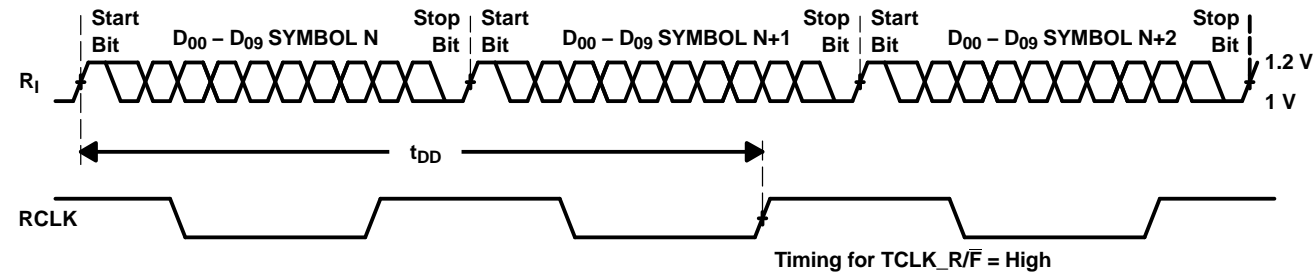 Start Bit
D00 – D09 SYMBOL N
Stop Bit
Start Bit
D00 – D09 SYMBOL N+1
Stop Bit
Start Bit
D00 – D09 SYMBOL N+2
Stop Bit
RI
1.2 V
1 V
tDD
RCLK
Timing for TCLK_R/F̅ = High